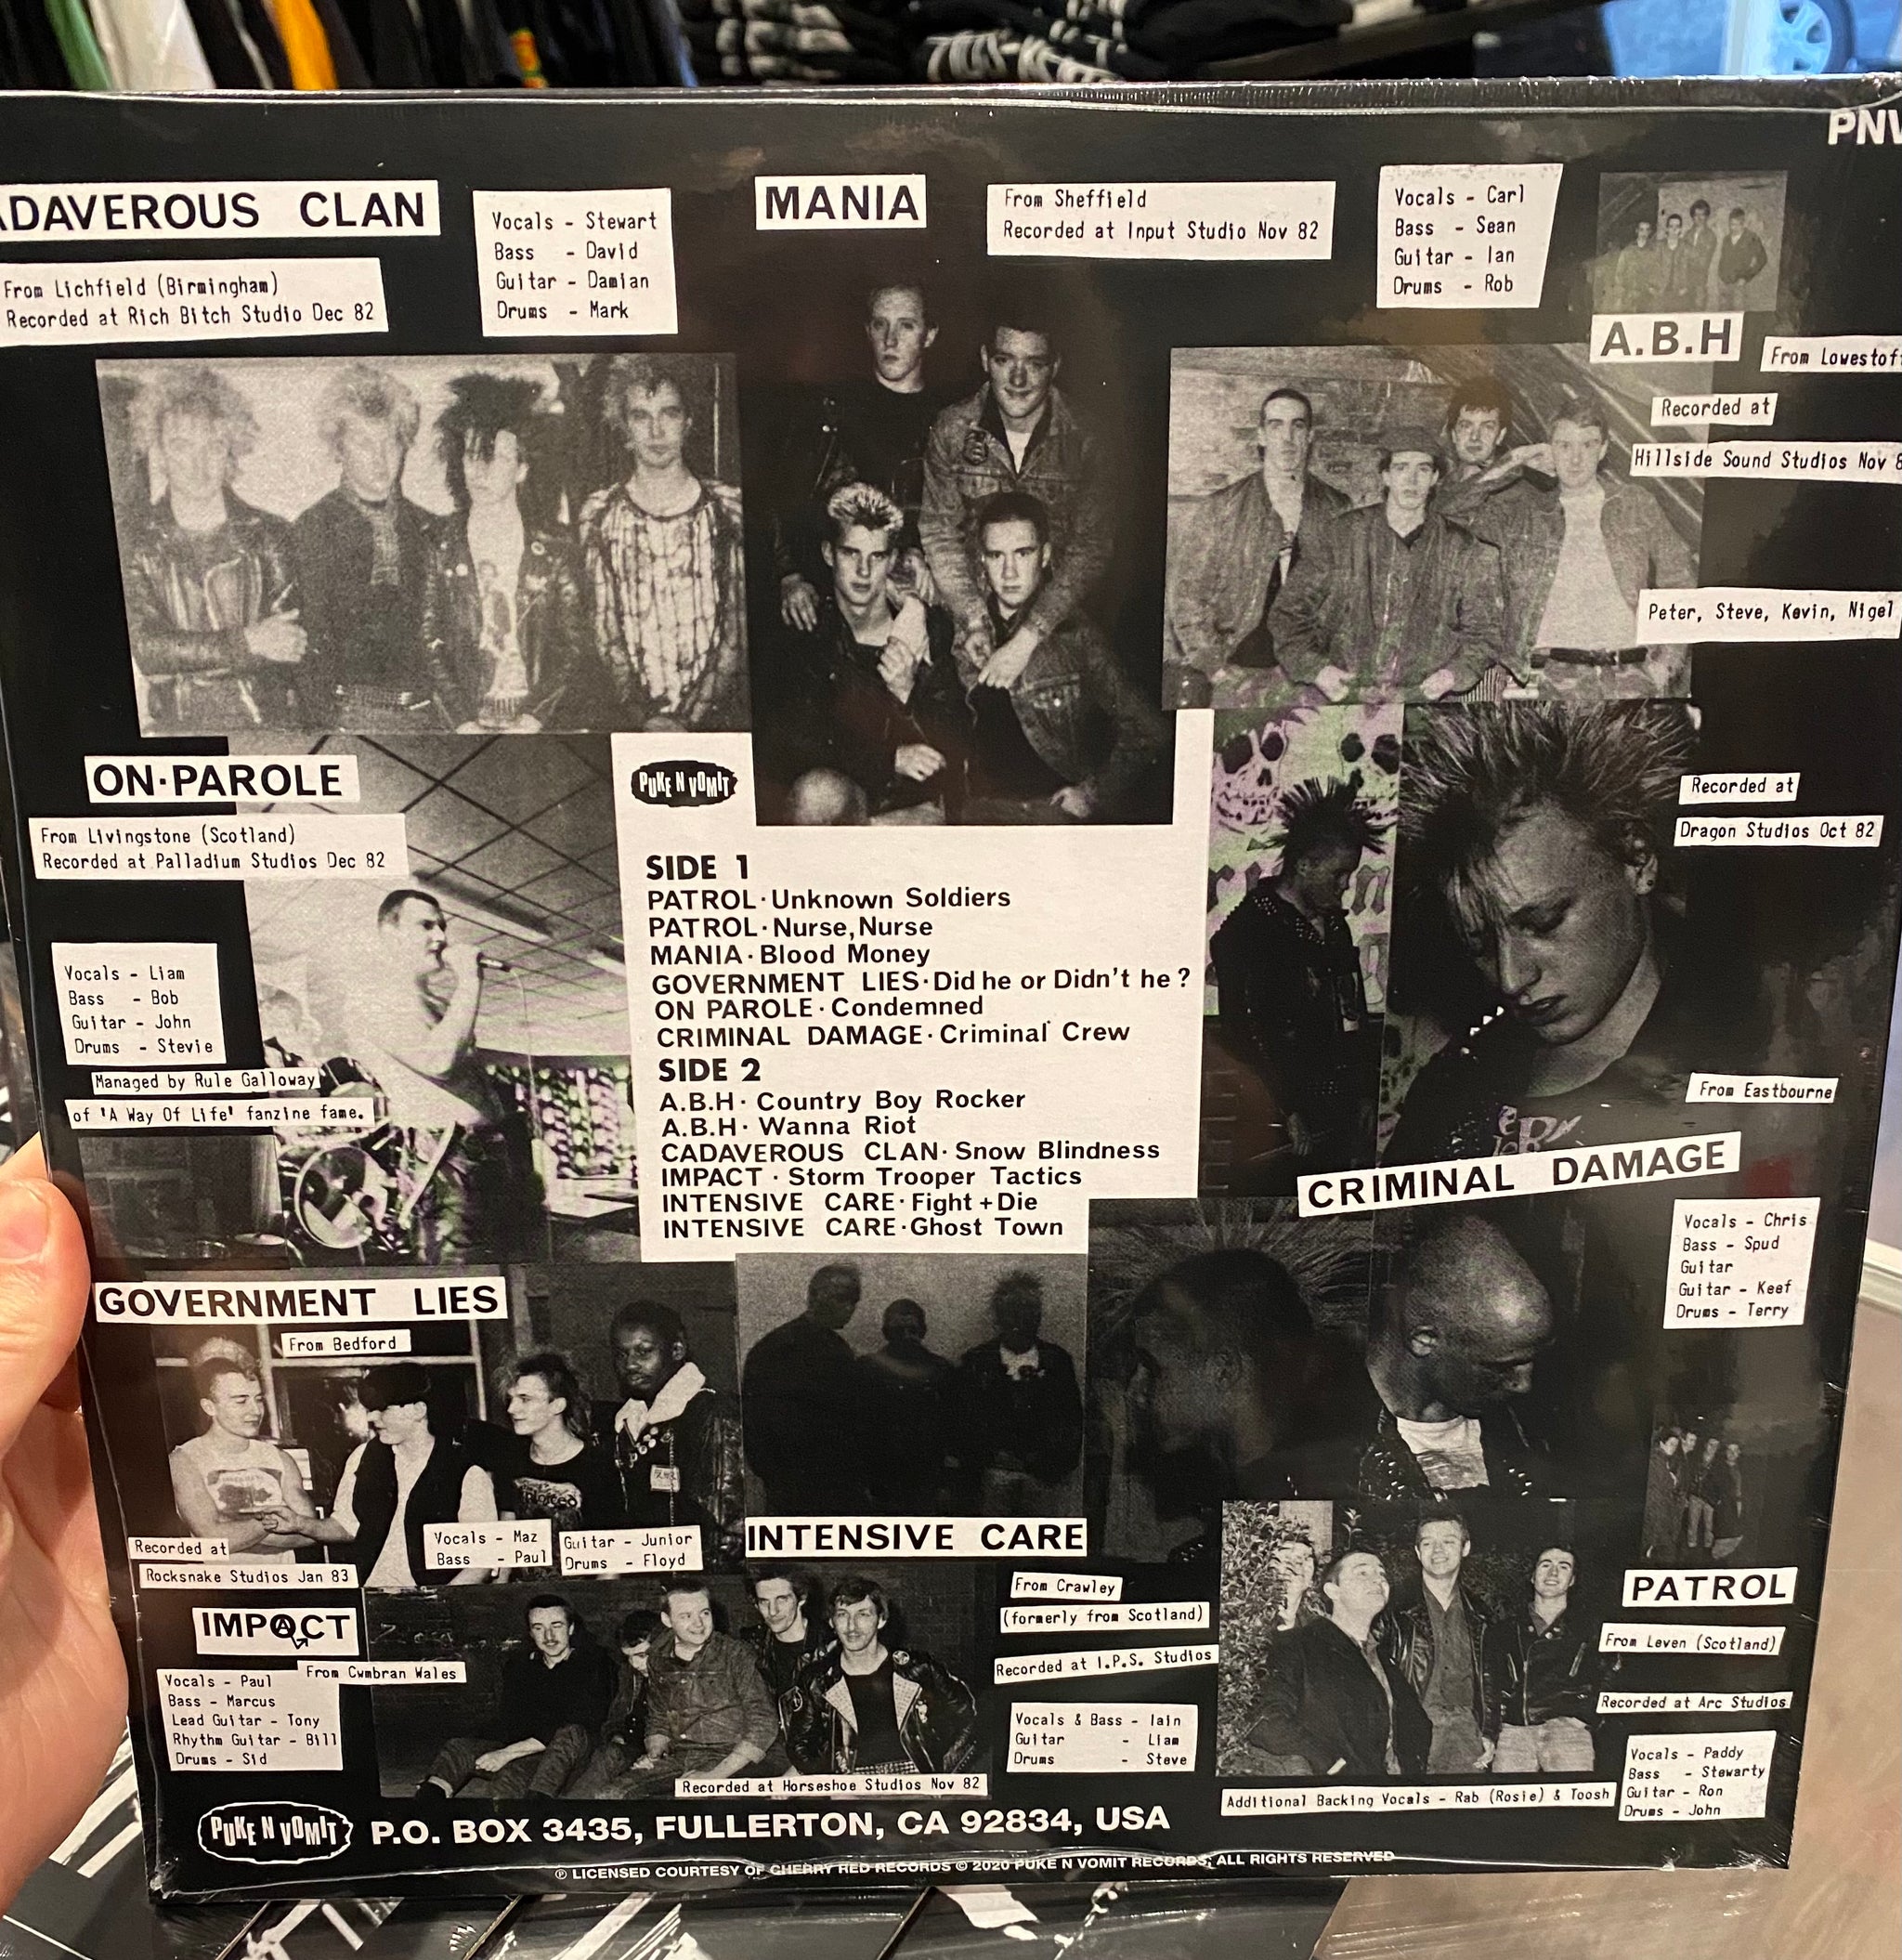 PNV
ADAVEROUS CLAN
From Lichfield (Birmingham)
Recorded at Rich Bitch Studio Dec 82
Vocals - Stewart
Bass - David
Guitar - Damian
Drums - Mark
MANIA
From Sheffield
Recorded at Input Studio Nov 82
Vocals - Carl
Bass - Sean
Guitar - Ian
Drums - Rob
A.B.H
From Lowestof
Recorded at
Hillside Sound Studios Nov 8
Peter, Steve, Kevin, Nigel
ON·PAROLE
From Livingstone (Scotland)
Recorded at Palladium Studios Dec 82
Vocals - Liam
Bass - Bob
Guitar - John
Drums - Stevie
Managed by Rule Galloway
of 'A Way Of Life' fanzine fame.
PUKE N VOMIT
SIDE 1
PATROL·Unknown Soldiers
PATROL·Nurse, Nurse
MANIA·Blood Money
GOVERNMENT LIES·Did he or Didn't he?
ON PAROLE·Condemned
CRIMINAL DAMAGE·Criminal Crew
SIDE 2
A.B.H·Country Boy Rocker
A.B.H·Wanna Riot
CADAVEROUS CLAN·Snow Blindness
IMPACT·Storm Trooper Tactics
INTENSIVE CARE·Fight+Die
INTENSIVE CARE·Ghost Town
Recorded at
Dragon Studios Oct 82
From Eastbourne
CRIMINAL DAMAGE
Vocals - Chris
Bass - Spud
Guitar
Guitar - Keef
Drums - Terry
GOVERNMENT LIES
From Bedford
Recorded at
Rocksnake Studios Jan 83
Vocals - Maz
Bass - Paul
Guitar - Junior
Drums - Floyd
INTENSIVE CARE
From Crawley
(formerly from Scotland)
Recorded at I.P.S. Studios
Vocals & Bass - Iain
Guitar - Liam
Drums - Steve
IMPACT
From Cwmbran Wales
Vocals - Paul
Bass - Marcus
Lead Guitar - Tony
Rhythm Guitar - Bill
Drums - Sid
Recorded at Horseshoe Studios Nov 82
PATROL
From Leven (Scotland)
Recorded at Arc Studios
Vocals - Paddy
Bass - Stewarty
Guitar - Ron
Drums - John
Additional Backing Vocals - Rab (Rosie) & Toosh
PUKE N VOMIT
P.O. BOX 3435, FULLERTON, CA 92834, USA
℗ LICENSED COURTESY OF CHERRY RED RECORDS © 2020 PUKE N VOMIT RECORDS, ALL RIGHTS RESERVED